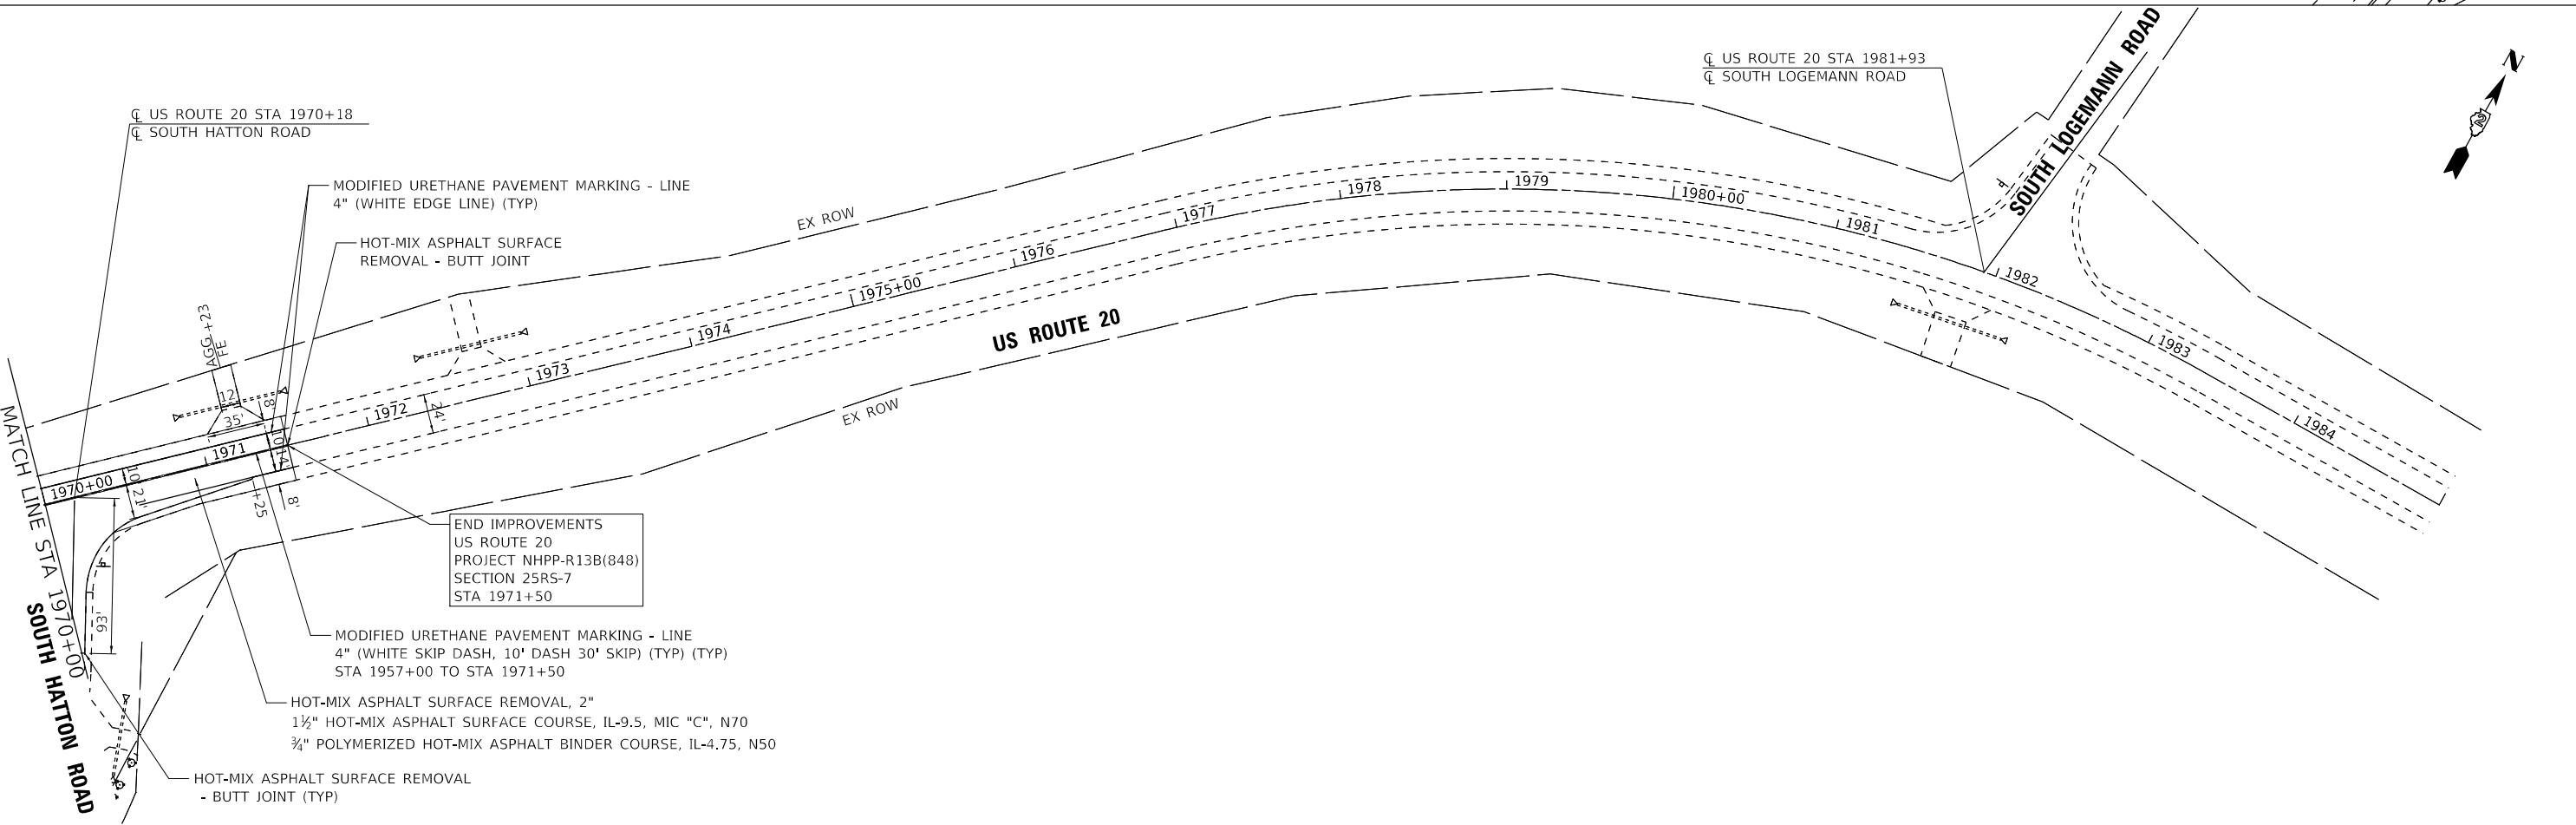 ℄ US ROUTE 20 STA 1970+18
℄ SOUTH HATTON ROAD
MODIFIED URETHANE PAVEMENT MARKING - LINE
4" (WHITE EDGE LINE) (TYP)
HOT-MIX ASPHALT SURFACE
REMOVAL - BUTT JOINT
℄ US ROUTE 20 STA 1981+93
℄ SOUTH LOGEMANN ROAD
SOUTH LOGEMANN ROAD
N
2
EX ROW
EX ROW
US ROUTE 20
AGG +23
FE
12'
35'
8'
24'
10'
14'
10'
21'
+25
8'
93'
1970+00
1971
1972
1973
1974
1975+00
1976
1977
1978
1979
1980+00
1981
1982
1983
1984
MATCH LINE STA 1970+00
SOUTH HATTON ROAD
END IMPROVEMENTS
US ROUTE 20
PROJECT NHPP-R13B(848)
SECTION 25RS-7
STA 1971+50
MODIFIED URETHANE PAVEMENT MARKING - LINE
4" (WHITE SKIP DASH, 10' DASH 30' SKIP) (TYP) (TYP)
STA 1957+00 TO STA 1971+50
HOT-MIX ASPHALT SURFACE REMOVAL, 2"
1½" HOT-MIX ASPHALT SURFACE COURSE, IL-9.5, MIC "C", N70
¾" POLYMERIZED HOT-MIX ASPHALT BINDER COURSE, IL-4.75, N50
HOT-MIX ASPHALT SURFACE REMOVAL
- BUTT JOINT (TYP)